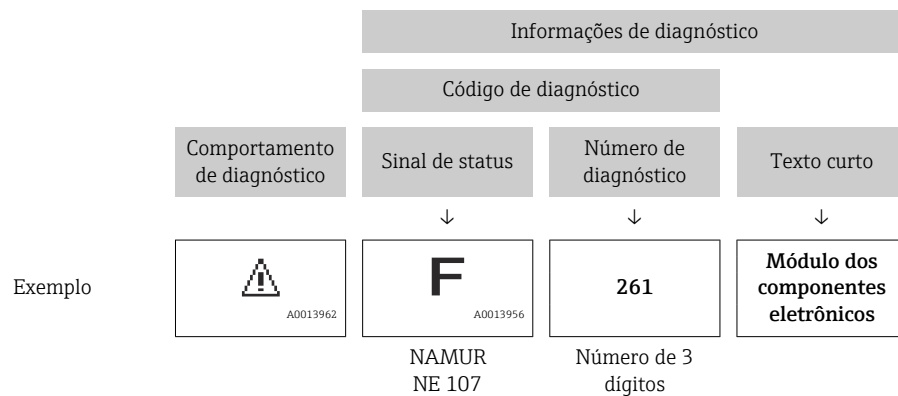 Informações de diagnóstico
Código de diagnóstico
Comportamento
de diagnóstico
Sinal de status
Número de
diagnóstico
Texto curto
↓ ↓ ↓
Exemplo
A0013962
F
A0013956
261
Módulo dos
componentes
eletrônicos
NAMUR
NE 107
Número de 3
dígitos